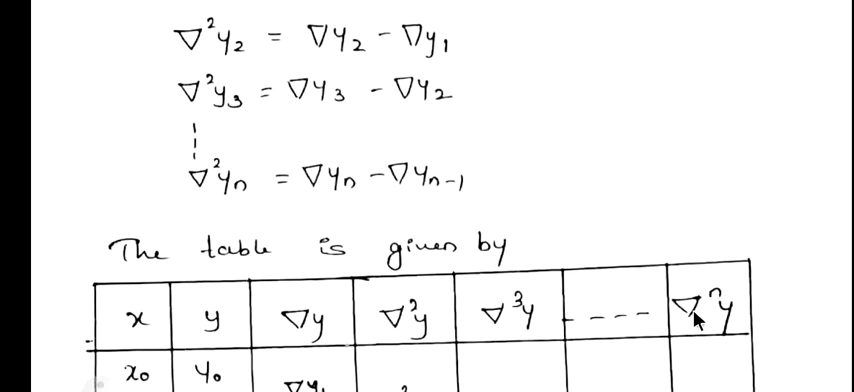 ∇²y₂ = ∇y₂ - ∇y₁
∇²y₃ = ∇y₃ - ∇y₂
∇²yₙ = ∇yₙ - ∇yₙ₋₁
The table is given by
x y ∇y ∇²y ∇³y ---- ∇ⁿy
x₀ y₀
∇y₁